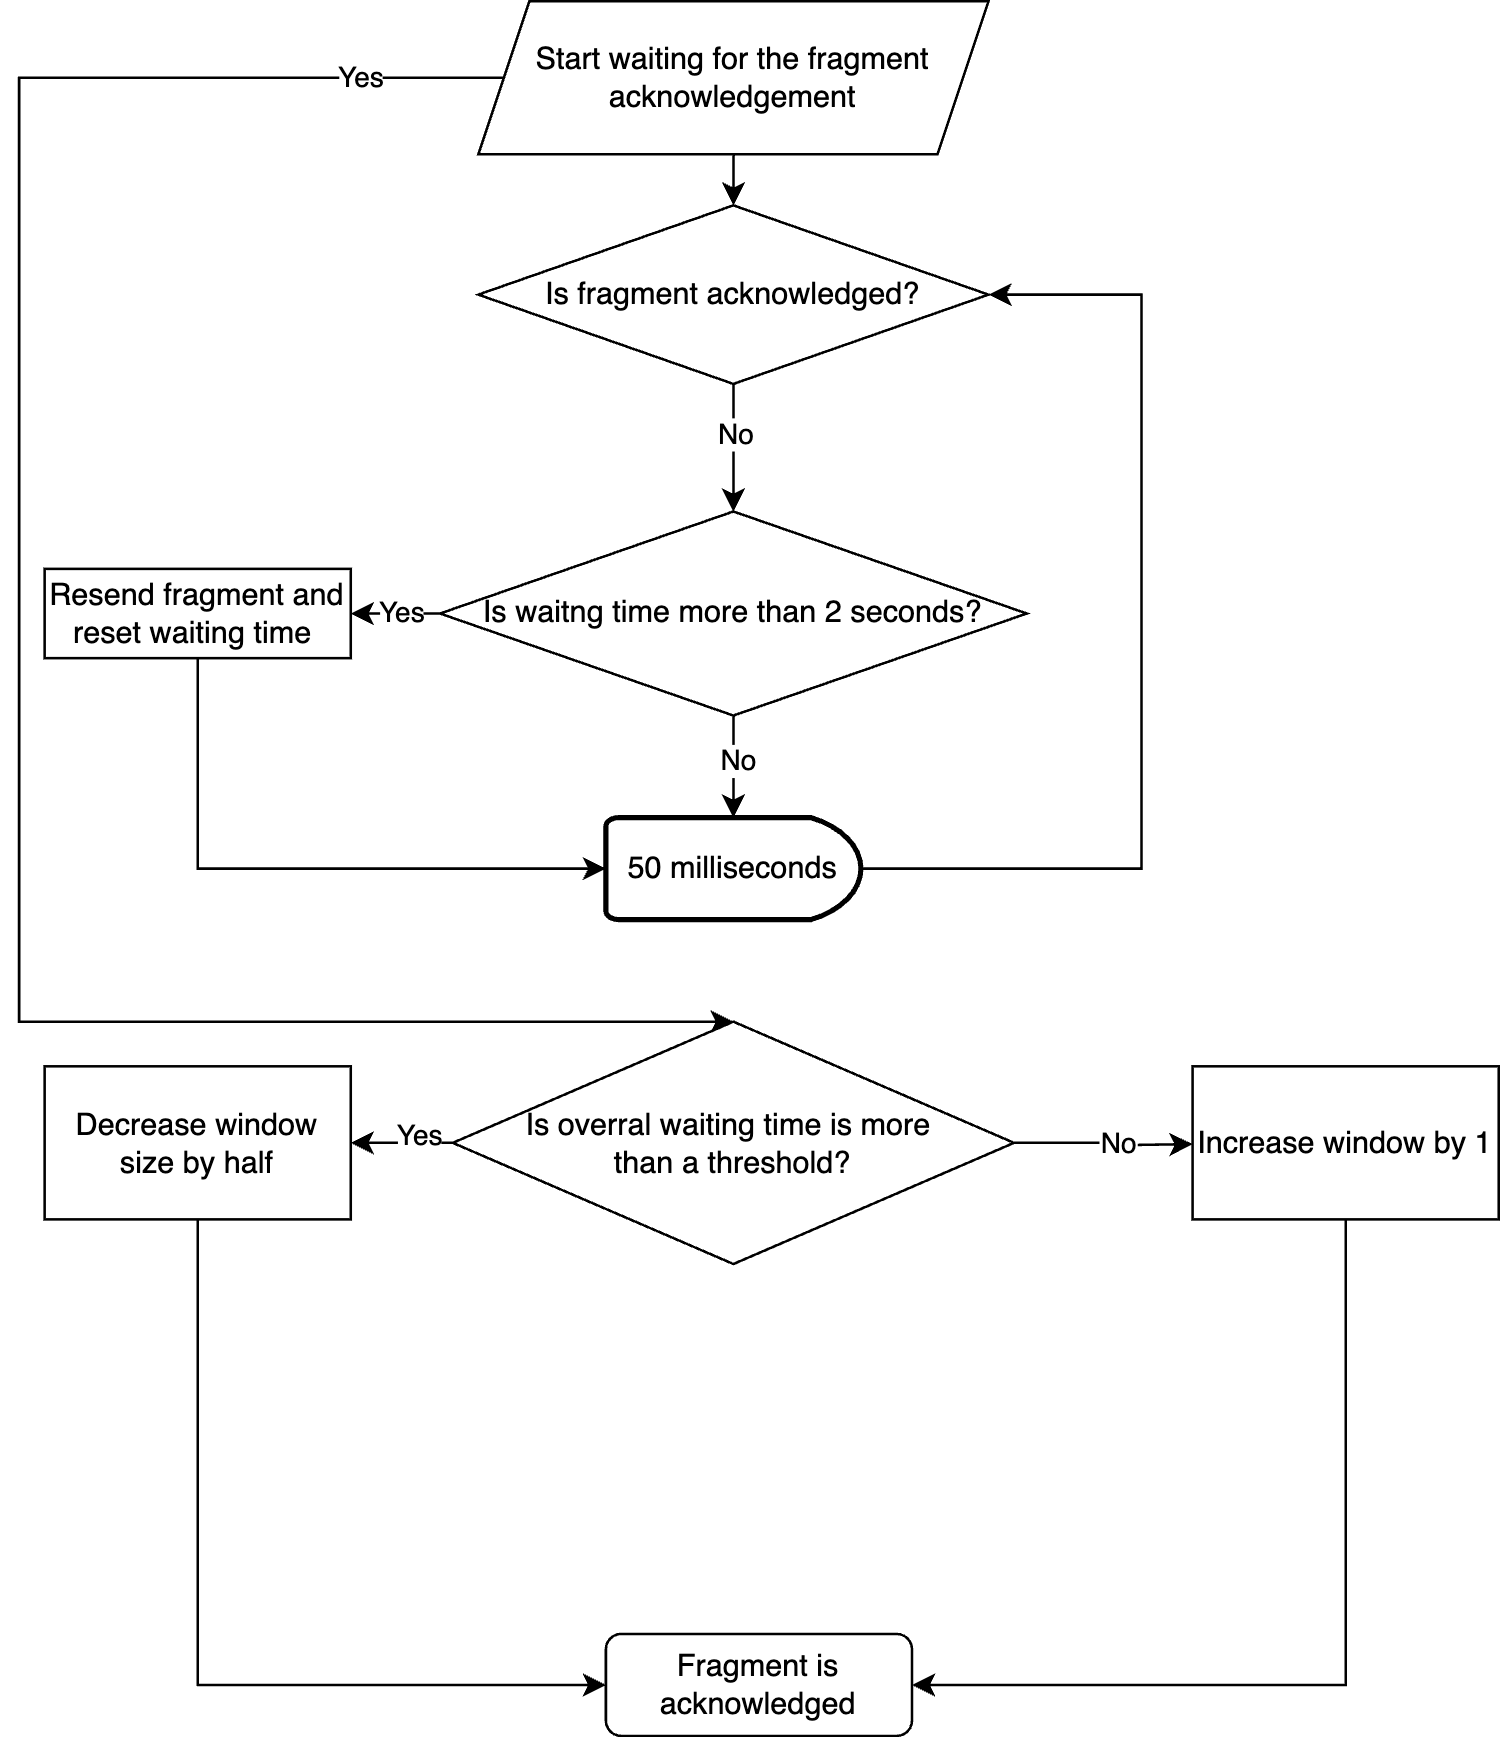 Start waiting for the fragment
acknowledgement
Yes
Is fragment acknowledged?
No
Resend fragment and
reset waiting time
Yes
Is waitng time more than 2 seconds?
No
50 milliseconds
Decrease window
size by half
Yes
Is overral waiting time is more
than a threshold?
No
Increase window by 1
Fragment is
acknowledged